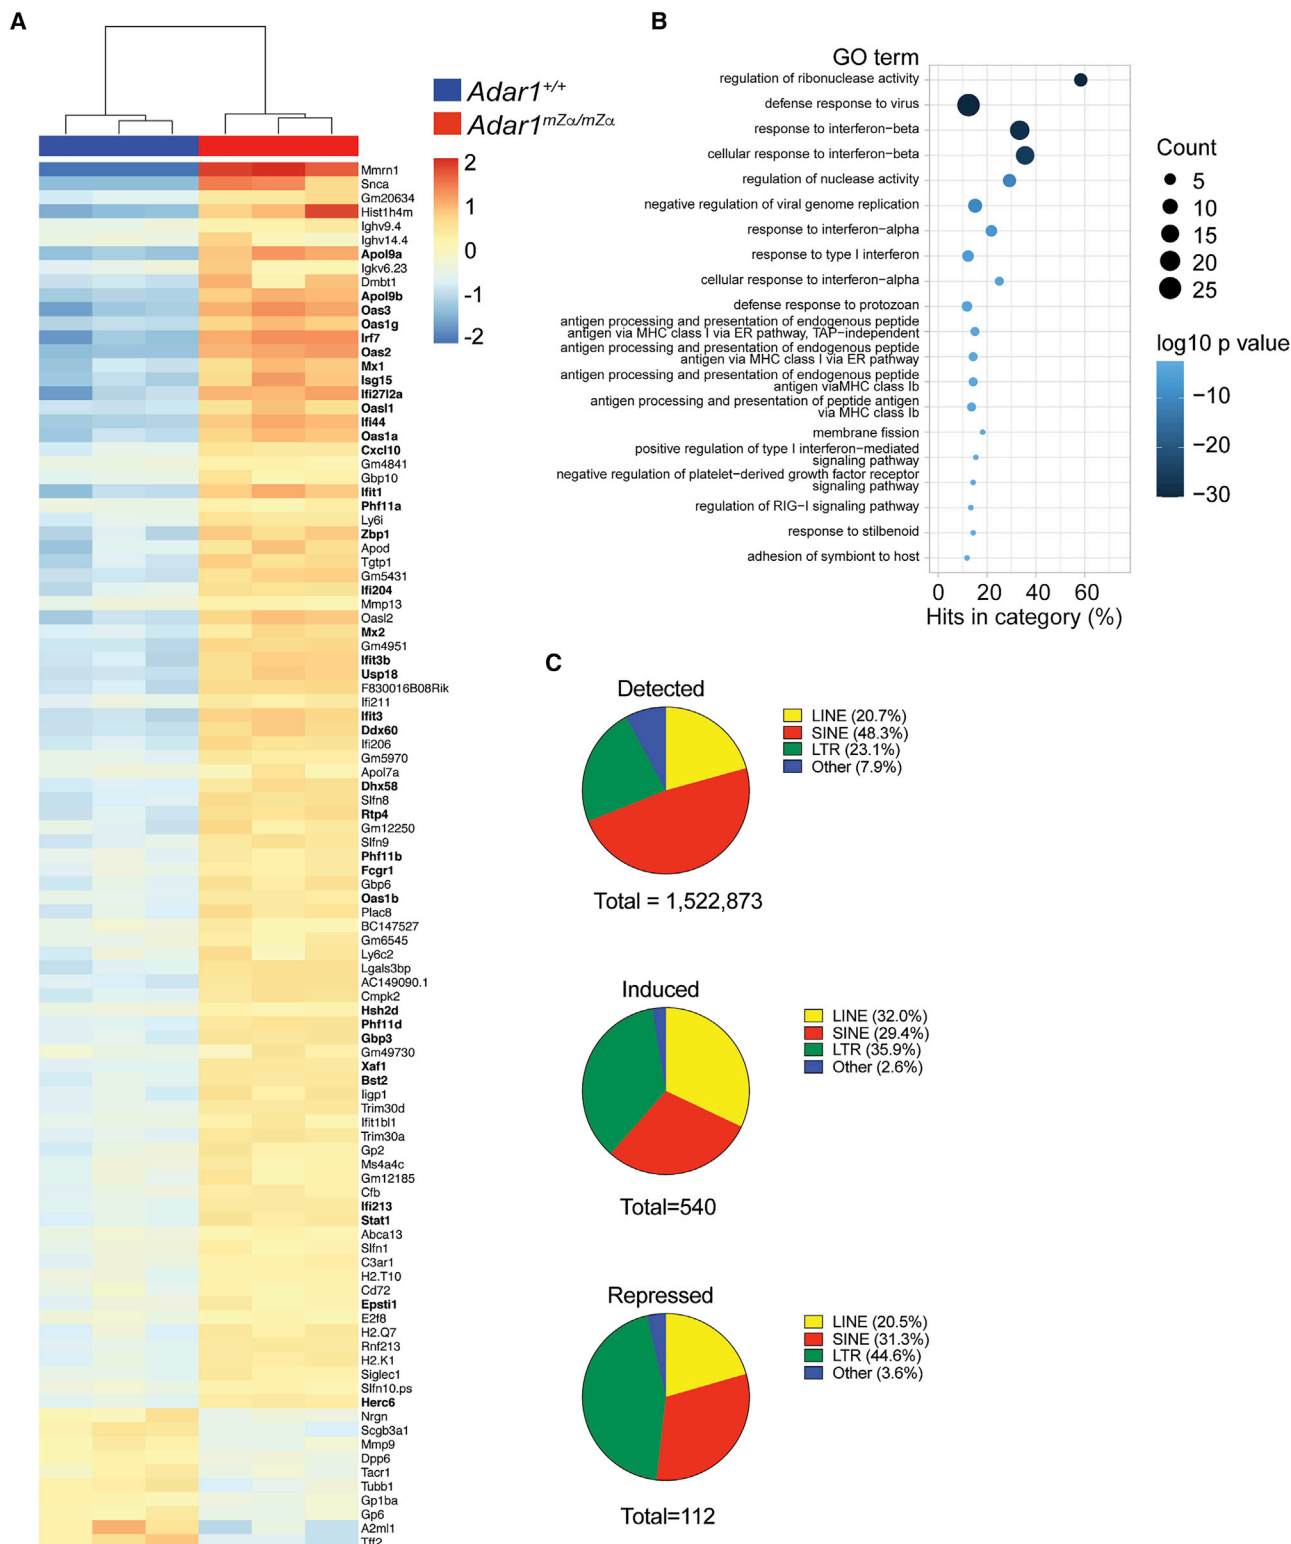 A
Adar1+/+
Adar1mZα/mZα
2
1
0
-1
-2
Mmrn1
Snca
Gm20634
Hist1h4m
Ighv9.4
Ighv14.4
Apol9a
Igkv6.23
Dmbt1
Apol9b
Oas3
Oas1g
Irf7
Oas2
Mx1
Isg15
Ifi27l2a
Oasl1
Ifi44
Oas1a
Cxcl10
Gm4841
Gbp10
Ifit1
Phf11a
Ly6i
Zbp1
Apod
Tgtp1
Gm5431
Ifi204
Mmp13
Oasl2
Mx2
Gm4951
Ifit3b
Usp18
F830016B08Rik
Ifi211
Ifit3
Ddx60
Ifi206
Gm5970
Apol7a
Dhx58
Slfn8
Rtp4
Gm12250
Slfn9
Phf11b
Fcgr1
Gbp6
Oas1b
Plac8
BC147527
Gm6545
Ly6c2
Lgals3bp
AC149090.1
Cmpk2
Hsh2d
Phf11d
Gbp3
Gm49730
Xaf1
Bst2
Iigp1
Trim30d
Ifit1bl1
Trim30a
Gp2
Ms4a4c
Gm12185
Cfb
Ifi213
Stat1
Abca13
Slfn1
C3ar1
H2.T10
Cd72
Epsti1
E2f8
H2.Q7
Rnf213
H2.K1
Siglec1
Slfn10.ps
Herc6
Nrgn
Scgb3a1
Mmp9
Dpp6
Tacr1
Tubb1
Gp1ba
Gp6
A2ml1
Tff2
B
GO term
regulation of ribonuclease activity
defense response to virus
response to interferon−beta
cellular response to interferon−beta
regulation of nuclease activity
negative regulation of viral genome replication
response to interferon−alpha
response to type I interferon
cellular response to interferon−alpha
defense response to protozoan
antigen processing and presentation of endogenous peptide
antigen via MHC class I via ER pathway, TAP−independent
antigen processing and presentation of endogenous peptide
antigen via MHC class I via ER pathway
antigen processing and presentation of endogenous peptide
antigen viaMHC class Ib
antigen processing and presentation of peptide antigen
via MHC class Ib
membrane fission
positive regulation of type I interferon−mediated
signaling pathway
negative regulation of platelet−derived growth factor receptor
signaling pathway
regulation of RIG−I signaling pathway
response to stilbenoid
adhesion of symbiont to host
0 20 40 60
Hits in category (%)
Count
5
10
15
20
25
log10 p value
−10
−20
−30
C
Detected
LINE (20.7%)
SINE (48.3%)
LTR (23.1%)
Other (7.9%)
Total = 1,522,873
Induced
LINE (32.0%)
SINE (29.4%)
LTR (35.9%)
Other (2.6%)
Total=540
Repressed
LINE (20.5%)
SINE (31.3%)
LTR (44.6%)
Other (3.6%)
Total=112